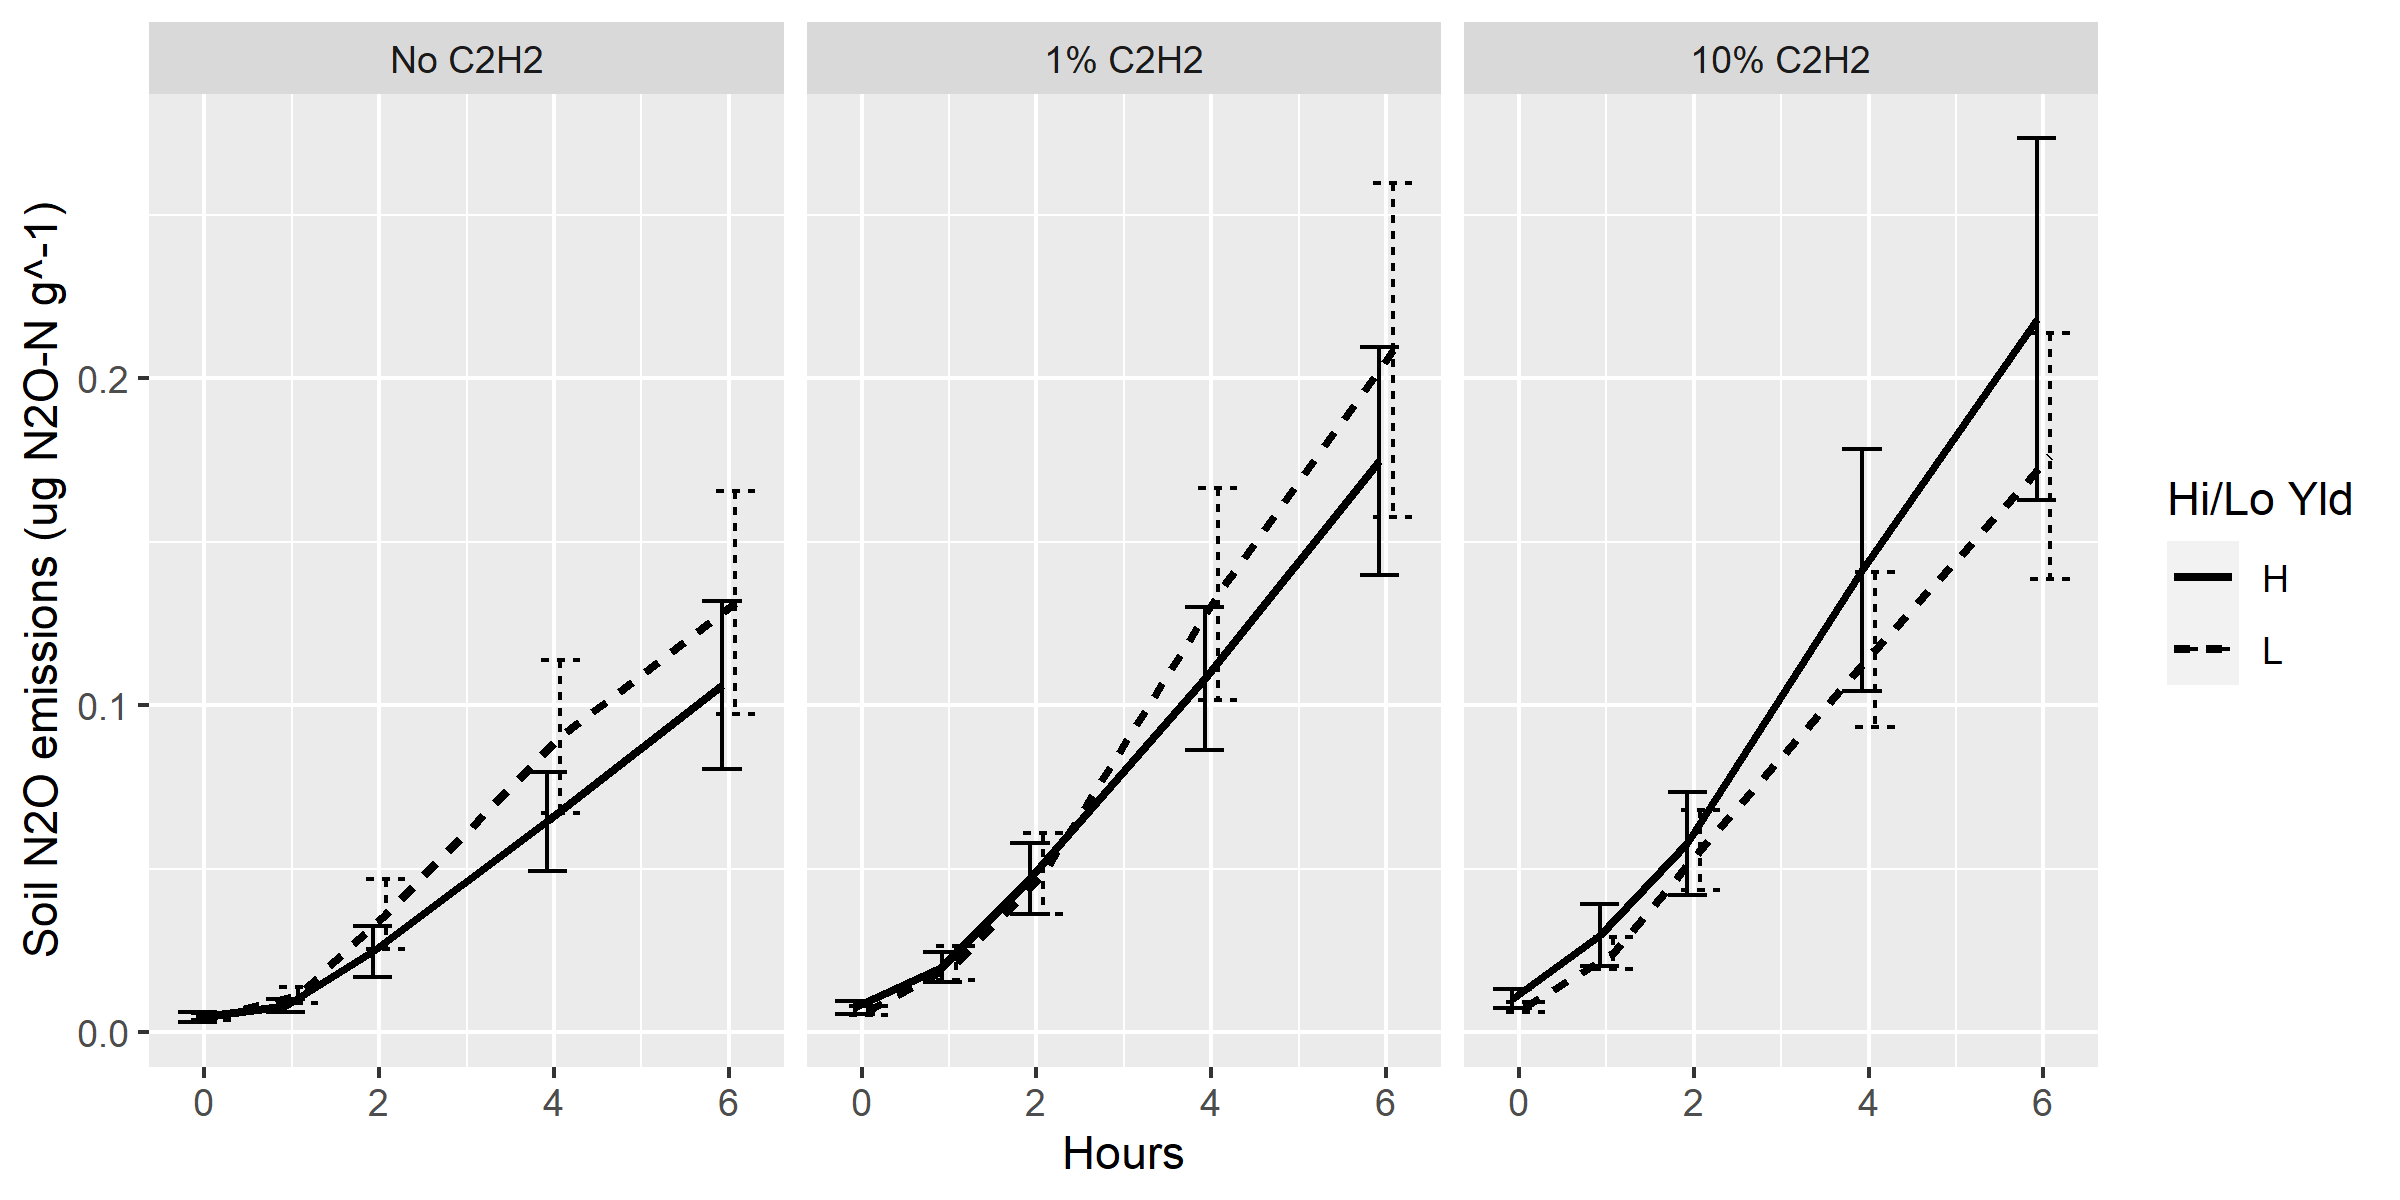 No C2H2
1% C2H2
10% C2H2
Soil N2O emissions (ug N2O-N g^-1)
0.2
0.1
0.0
0 2 4 6
0 2 4 6
0 2 4 6
Hours
Hi/Lo Yld
H
L